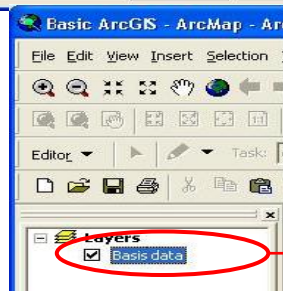 Basic ArcGIS - ArcMap - Ar
File Edit View Insert Selection
Editor Task:
Layers
Basis data